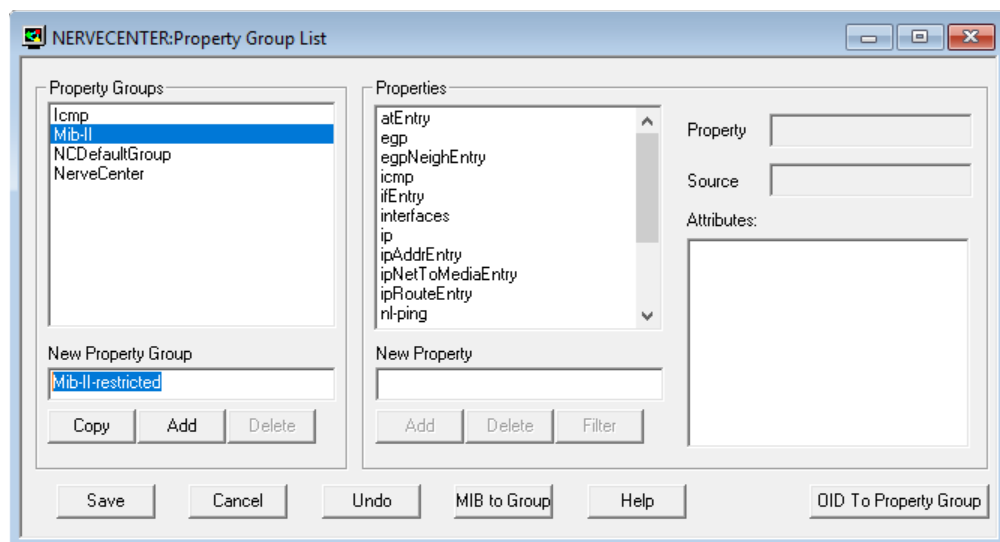 NERVECENTER:Property Group List
Property Groups
Icmp
Mib-II
NCDefaultGroup
NerveCenter
New Property Group
Mib-II-restricted
Copy
Add
Delete
Properties
atEntry
egp
egpNeighEntry
icmp
ifEntry
interfaces
ip
ipAddrEntry
ipNetToMediaEntry
ipRouteEntry
nl-ping
New Property
Add
Delete
Filter
Property
Source
Attributes:
Save
Cancel
Undo
MIB to Group
Help
OID To Property Group